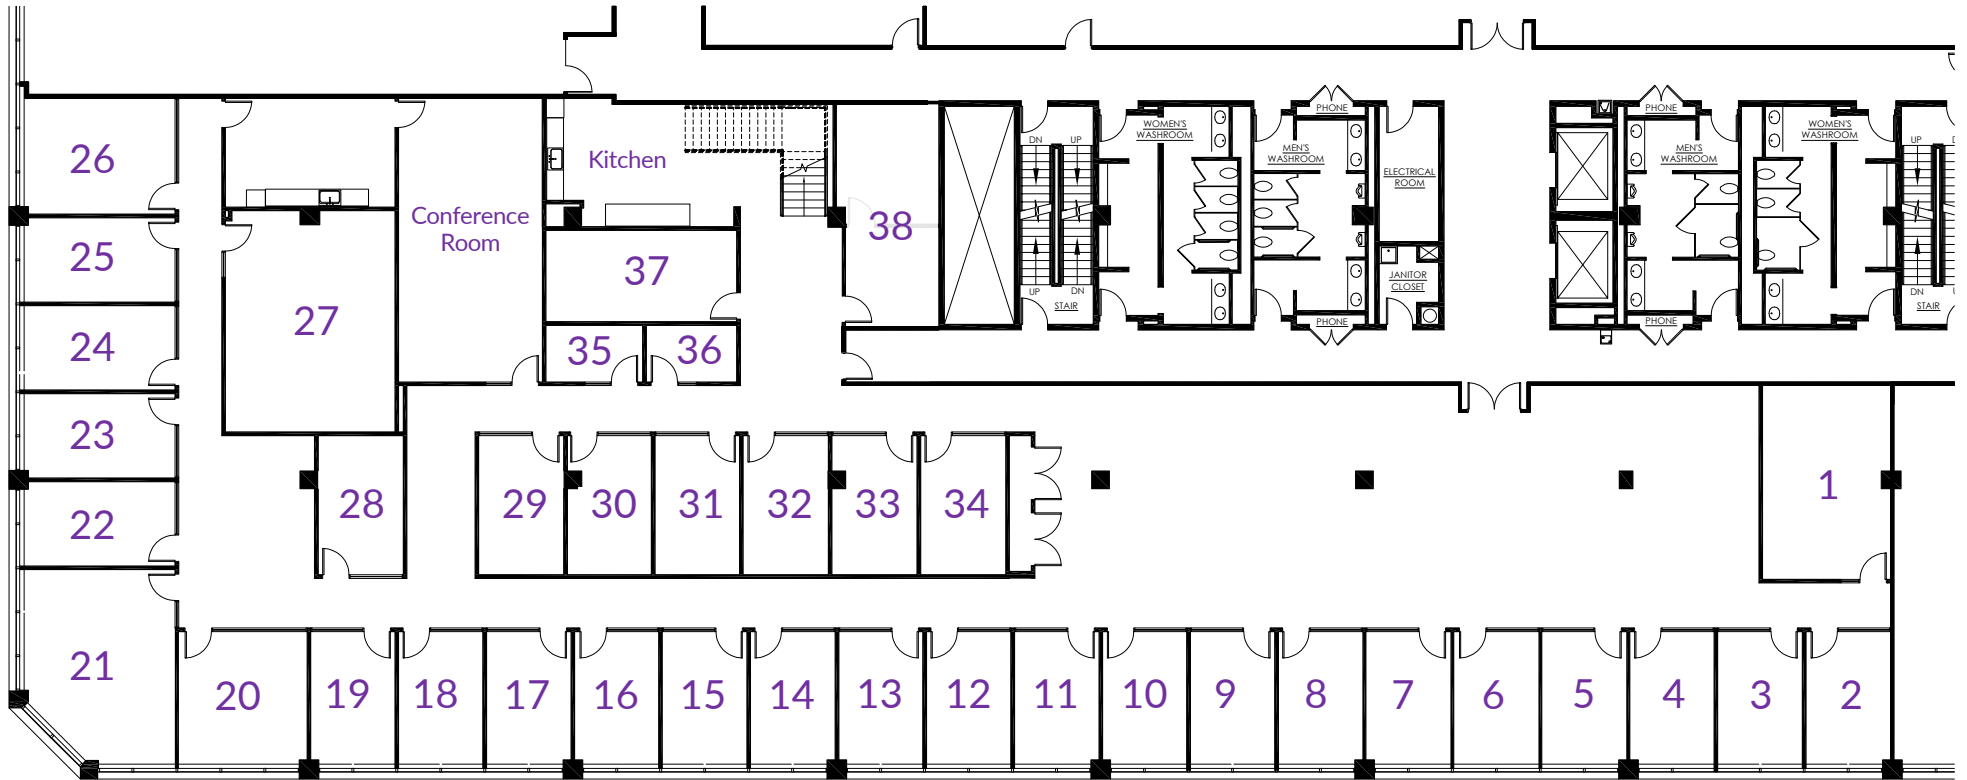 PHONE
PHONE
WOMEN'S
WASHROOM
WOMEN'S
WASHROOM
DN
UP
UP
MEN'S
WASHROOM
MEN'S
WASHROOM
26
Kitchen
ELECTRICAL
ROOM
Conference
Room
38
25
37
JANITOR
CLOSET
UP
DN
STAIR
DN
STAIR
27
PHONE
PHONE
24
35
36
23
28
29
30
31
32
33
34
1
22
21
20
19
18
17
16
15
14
13
12
11
10
9
8
7
6
5
4
3
2